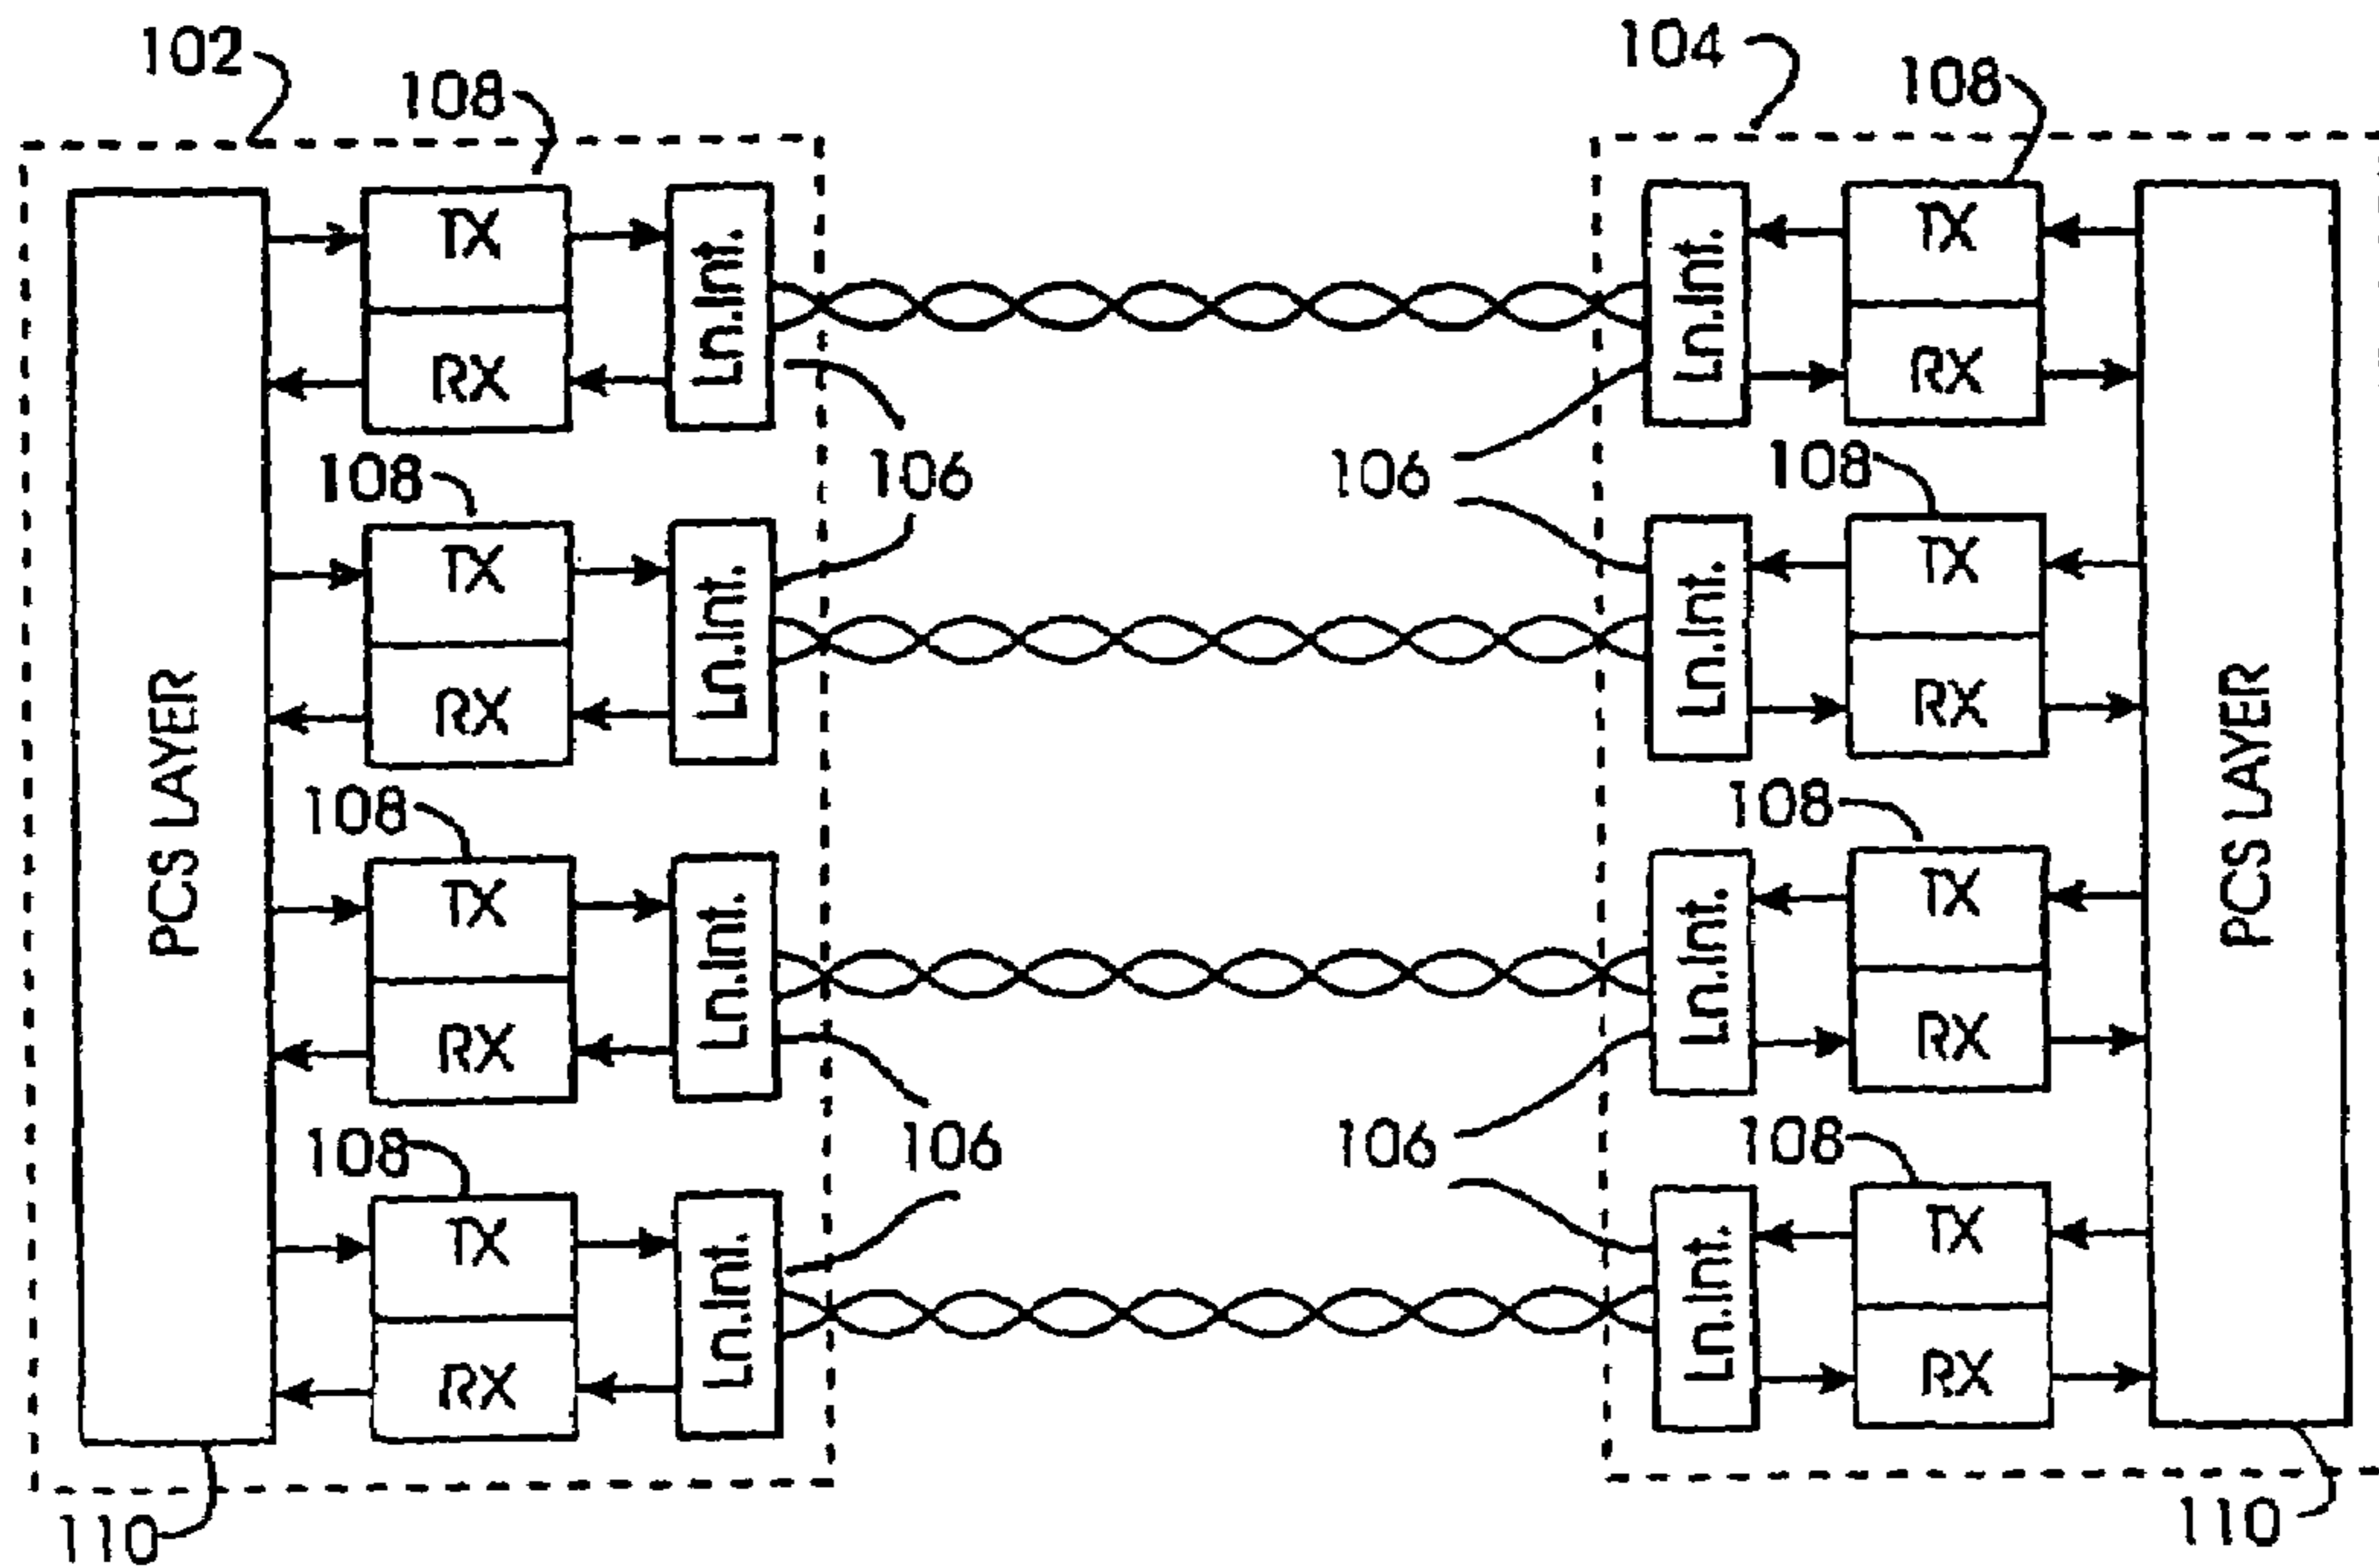 102
104
108
108
TX
RX
Ln.Int.
Ln.Int.
TX
RX
108
106
106
108
TX
RX
Ln.Int.
Ln.Int.
TX
RX
PCS LAYER
PCS LAYER
108
108
TX
RX
Ln.Int.
Ln.Int.
TX
RX
108
106
106
108
TX
RX
Ln.Int.
Ln.Int.
TX
RX
110
110